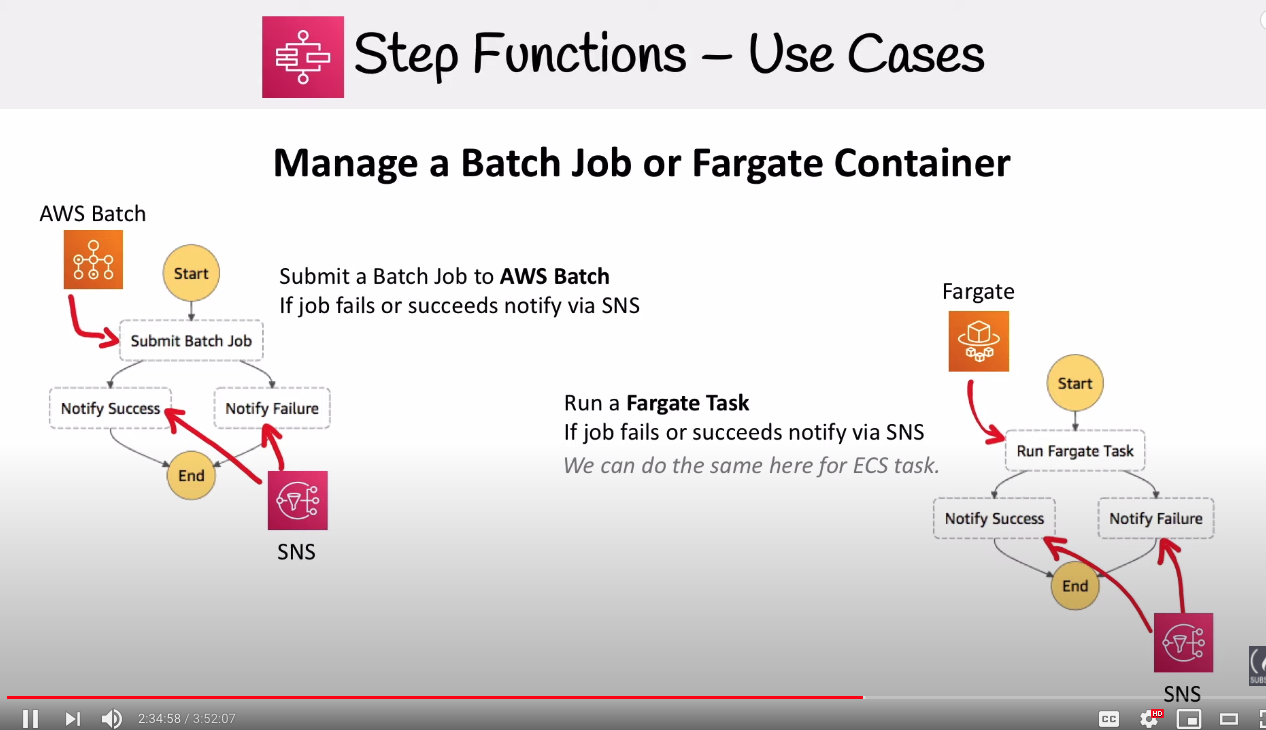 Step Functions – Use Cases
Manage a Batch Job or Fargate Container
AWS Batch
Start
Submit a Batch Job to AWS Batch
If job fails or succeeds notify via SNS
Submit Batch Job
Notify Success
Notify Failure
End
SNS
Fargate
Start
Run a Fargate Task
If job fails or succeeds notify via SNS
We can do the same here for ECS task.
Run Fargate Task
Notify Success
Notify Failure
End
SNS
2:34:58 / 3:52:07
CC
HD